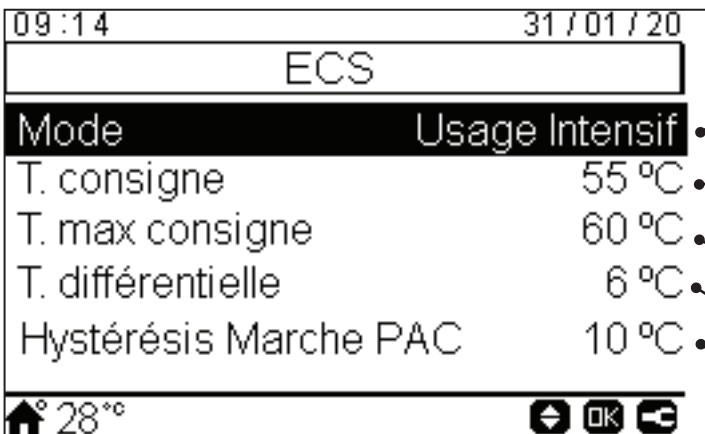 09:14 31/01/20
ECS
Mode Usage Intensif
T. consigne 55 ºC
T. max consigne 60 ºC
T. différentielle 6 ºC
Hystérésis Marche PAC 10 ºC
28°c OK